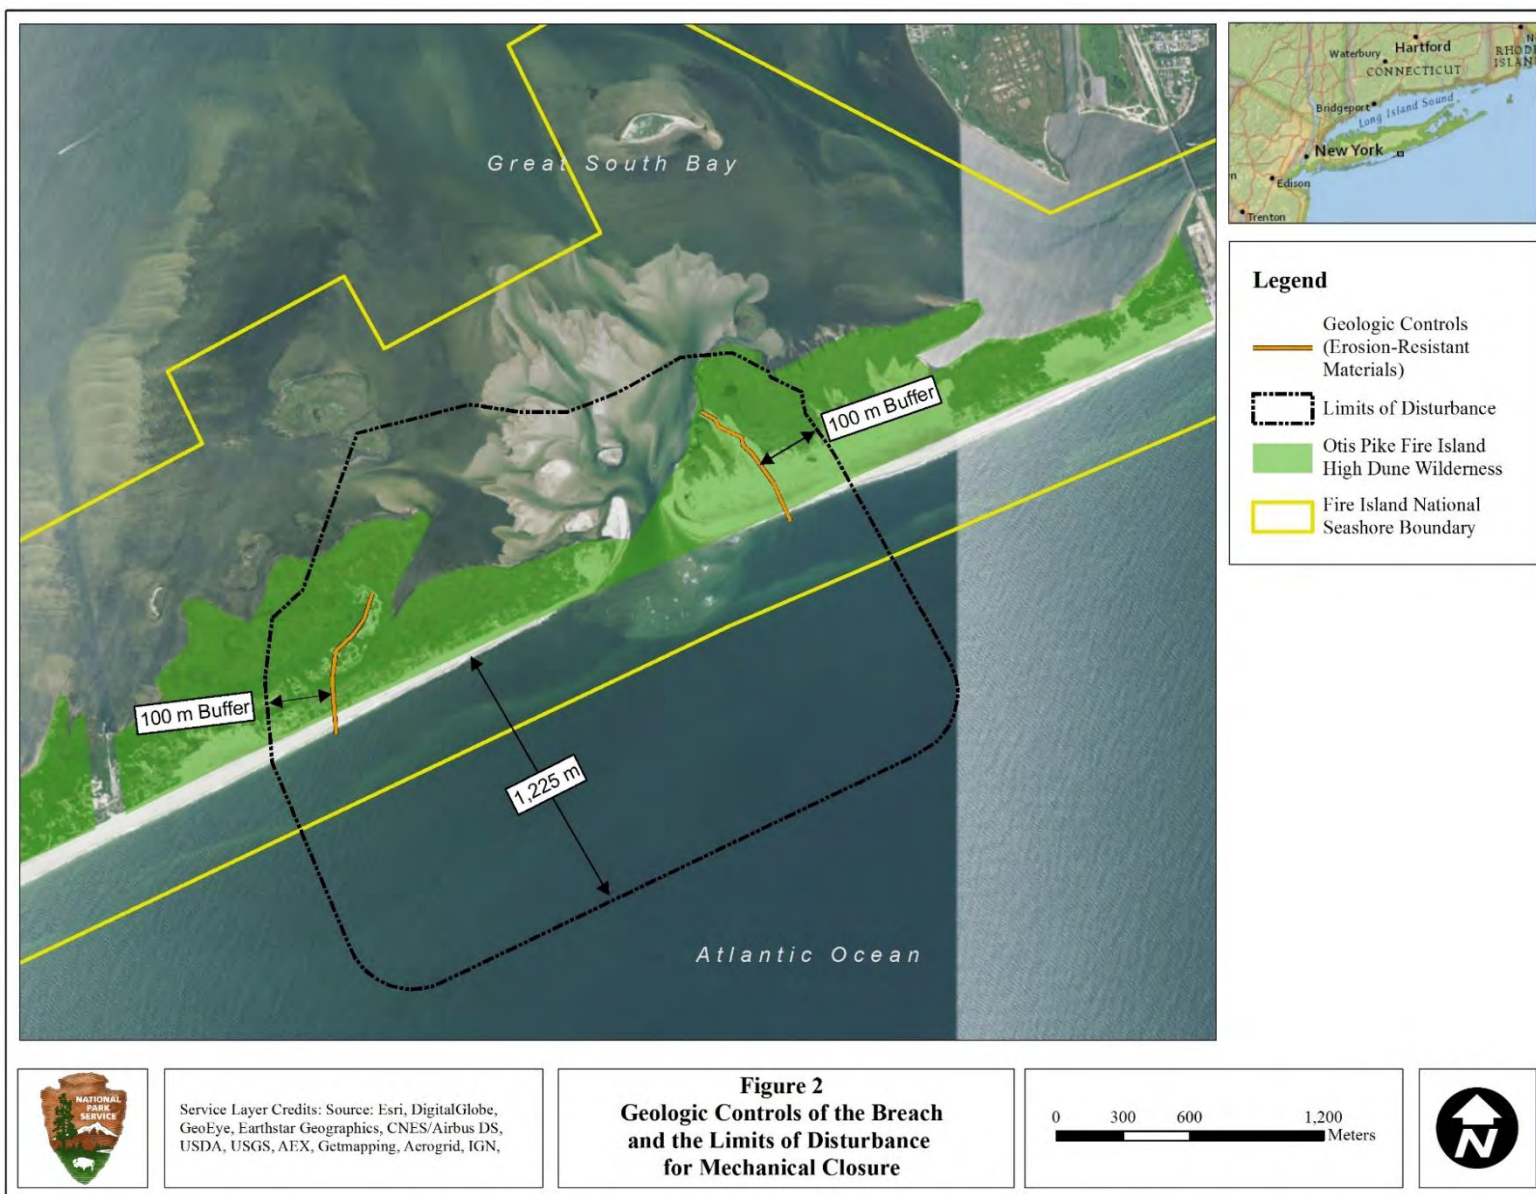 Great South Bay
100 m Buffer
100 m Buffer
1,225 m
Atlantic Ocean
Waterbury
Hartford
CONNECTICUT
Bridgeport
Long Island Sound
New York
Edison
Trenton
Legend
Geologic Controls
(Erosion-Resistant
Materials)
Limits of Disturbance
Otis Pike Fire Island
High Dune Wilderness
Fire Island National
Seashore Boundary
NATIONAL
PARK
SERVICE
Service Layer Credits: Source: Esri, DigitalGlobe,
GeoEye, Earthstar Geographics, CNES/Airbus DS,
USDA, USGS, AEX, Getmapping, Aerogrid, IGN,
Figure 2
Geologic Controls of the Breach
and the Limits of Disturbance
for Mechanical Closure
0 300 600 1,200
Meters
N